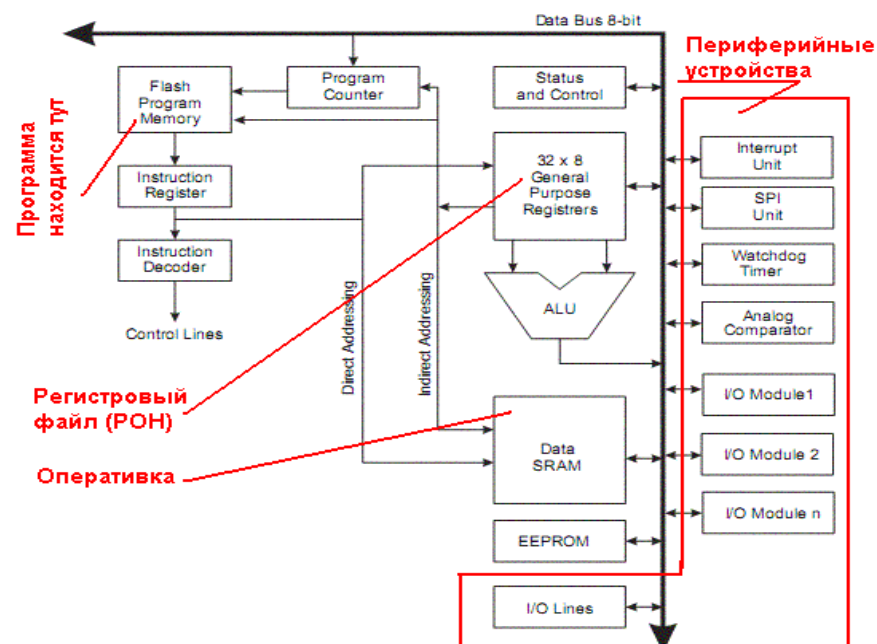 Data Bus 8-bit
Периферийные
устройства
Flash
Program
Memory
Program
Counter
Status
and Control
Программа
находится тут
Instruction
Register
32 x 8
General
Purpose
Registrers
Interrupt
Unit
SPI
Unit
Instruction
Decoder
Watchdog
Timer
ALU
Analog
Comparator
Control Lines
Direct Addressing
Indirect Addressing
Регистровый
файл (РОН)
I/O Module1
Оперативка
Data
SRAM
I/O Module 2
I/O Module n
EEPROM
I/O Lines